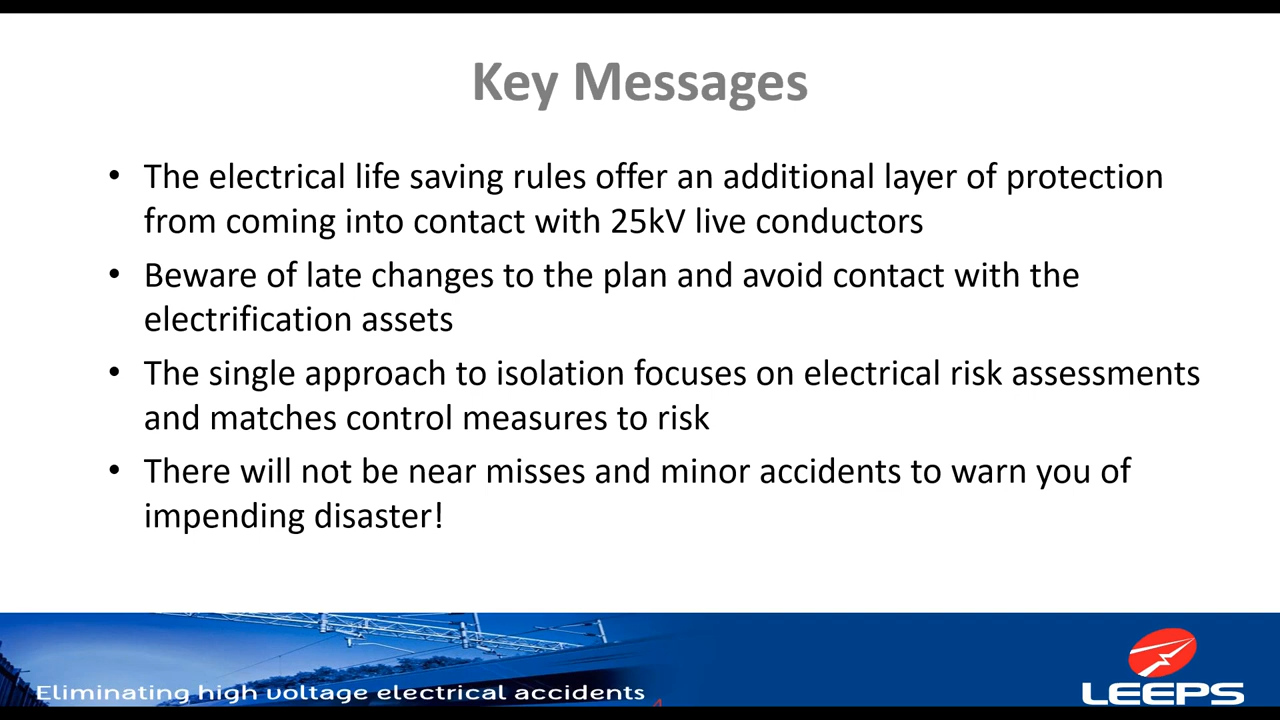 Key Messages
• The electrical life saving rules offer an additional layer of protection
from coming into contact with 25kV live conductors
• Beware of late changes to the plan and avoid contact with the
electrification assets
• The single approach to isolation focuses on electrical risk assessments
and matches control measures to risk
• There will not be near misses and minor accidents to warn you of
impending disaster!
Eliminating high voltage electrical accidents
LEEPS